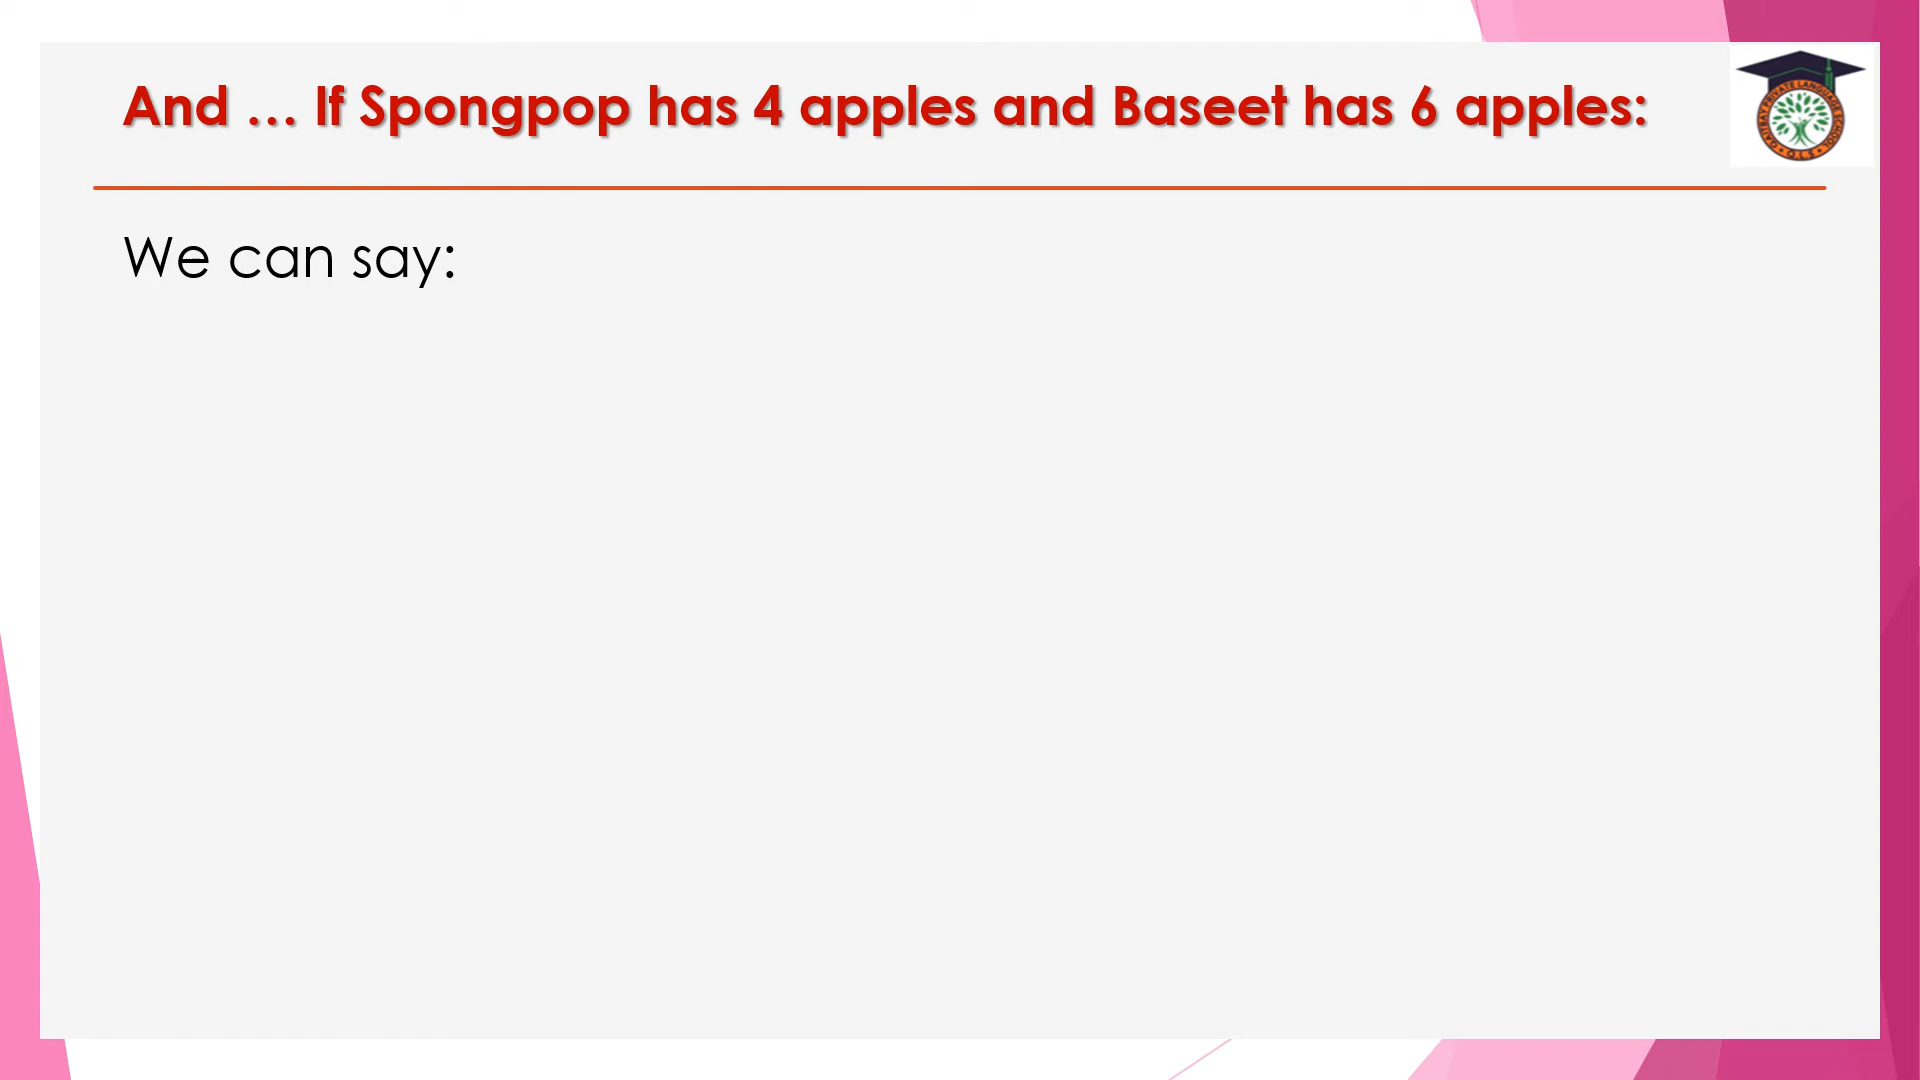 And … If Spongpop has 4 apples and Baseet has 6 apples:
We can say: